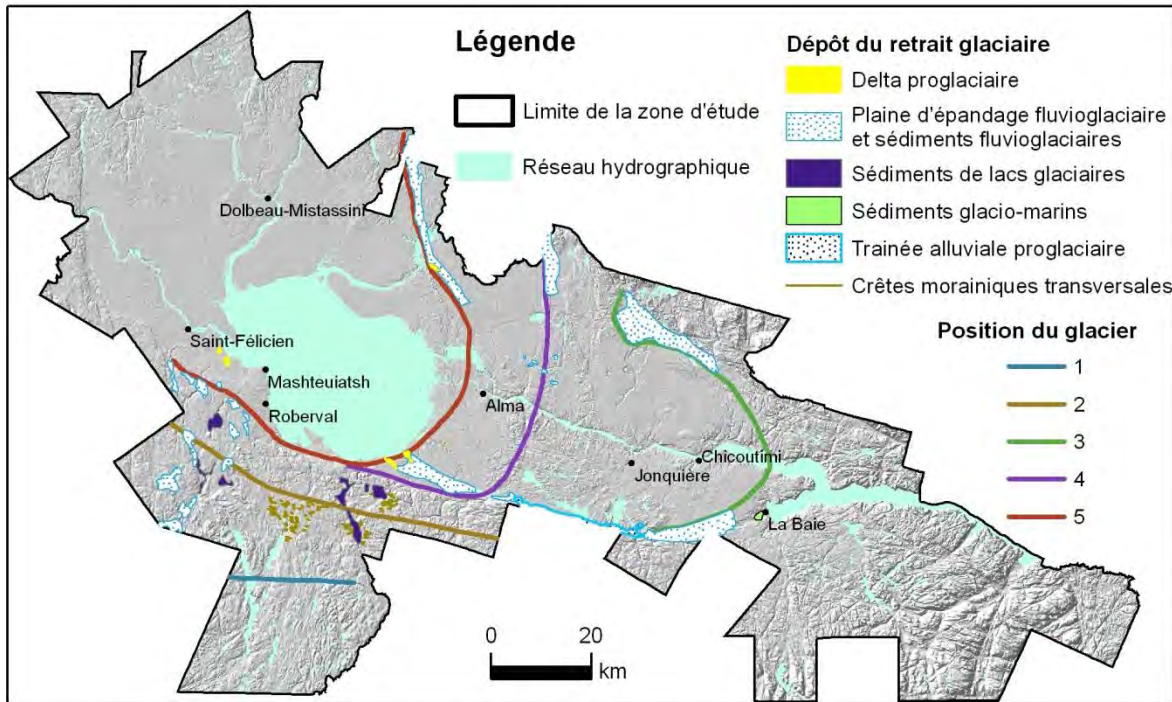 Légende
Limite de la zone d'étude
Réseau hydrographique
Dépôt du retrait glaciaire
Delta proglaciaire
Plaine d'épandage fluvioglaciaire
et sédiments fluvioglaciaires
Sédiments de lacs glaciaires
Sédiments glacio-marins
Trainée alluviale proglaciaire
Crêtes morainiques transversales
Position du glacier
1
2
3
4
5
Dolbeau-Mistassini
Saint-Félicien
Mashteuiatsh
Roberval
Alma
Chicoutimi
Jonquière
La Baie
0 20
km